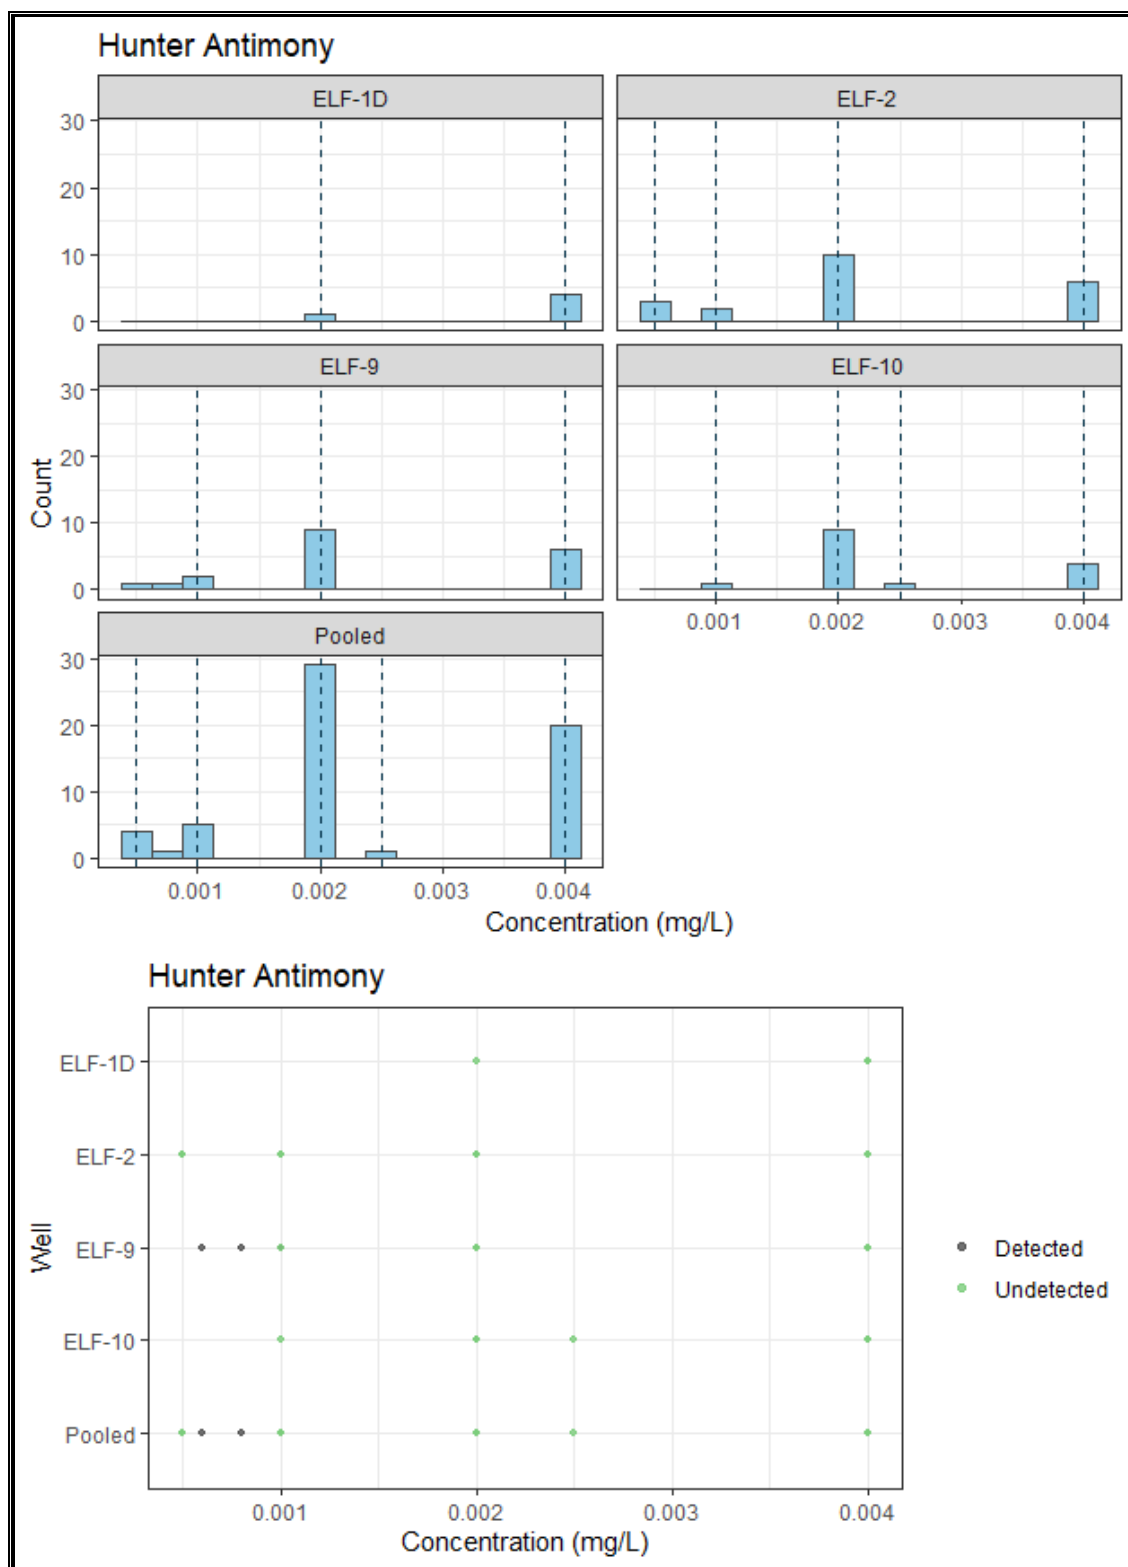 Hunter Antimony
ELF-1D
ELF-2
30
20
10
0
ELF-9
ELF-10
30
20
10
0
Count
0.001 0.002 0.003 0.004
Pooled
30
20
10
0
0.001 0.002 0.003 0.004
Concentration (mg/L)
Hunter Antimony
ELF-1D
ELF-2
ELF-9
ELF-10
Pooled
Well
Detected
Undetected
0.001 0.002 0.003 0.004
Concentration (mg/L)